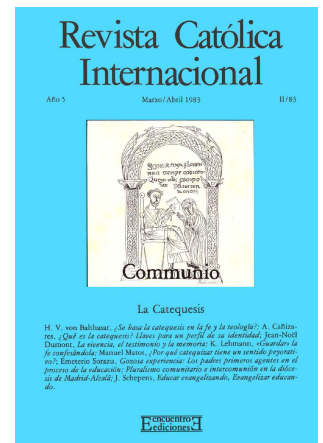 Revista Católica
Internacional
Año 5 Marzo/Abril 1983 II/83
Communio
La Catequesis
H. V. von Balthasar, ¿Se basa la catequesis en la fe y la teología?; A. Cañiza-
res, ¿Qué es la catequesis? Llaves para un perfil de su identidad; Jean-Noël
Dumont, La vivencia, el testimonio y la memoria; K. Lehmann, «Guardar» la
fe confesándola; Manuel Matos, ¿Por qué catequizar tiene un sentido peyorati-
vo?; Emeterio Sorazu, Gozosa experiencia: Los padres primeros agentes en el
proceso de la educación: Pluralismo comunitario e intercomunión en la dióce-
sis de Madrid-Alcalá; J. Schepens, Educar evangelizando, Evangelizar educan-
do.
Encuentro
Ediciones